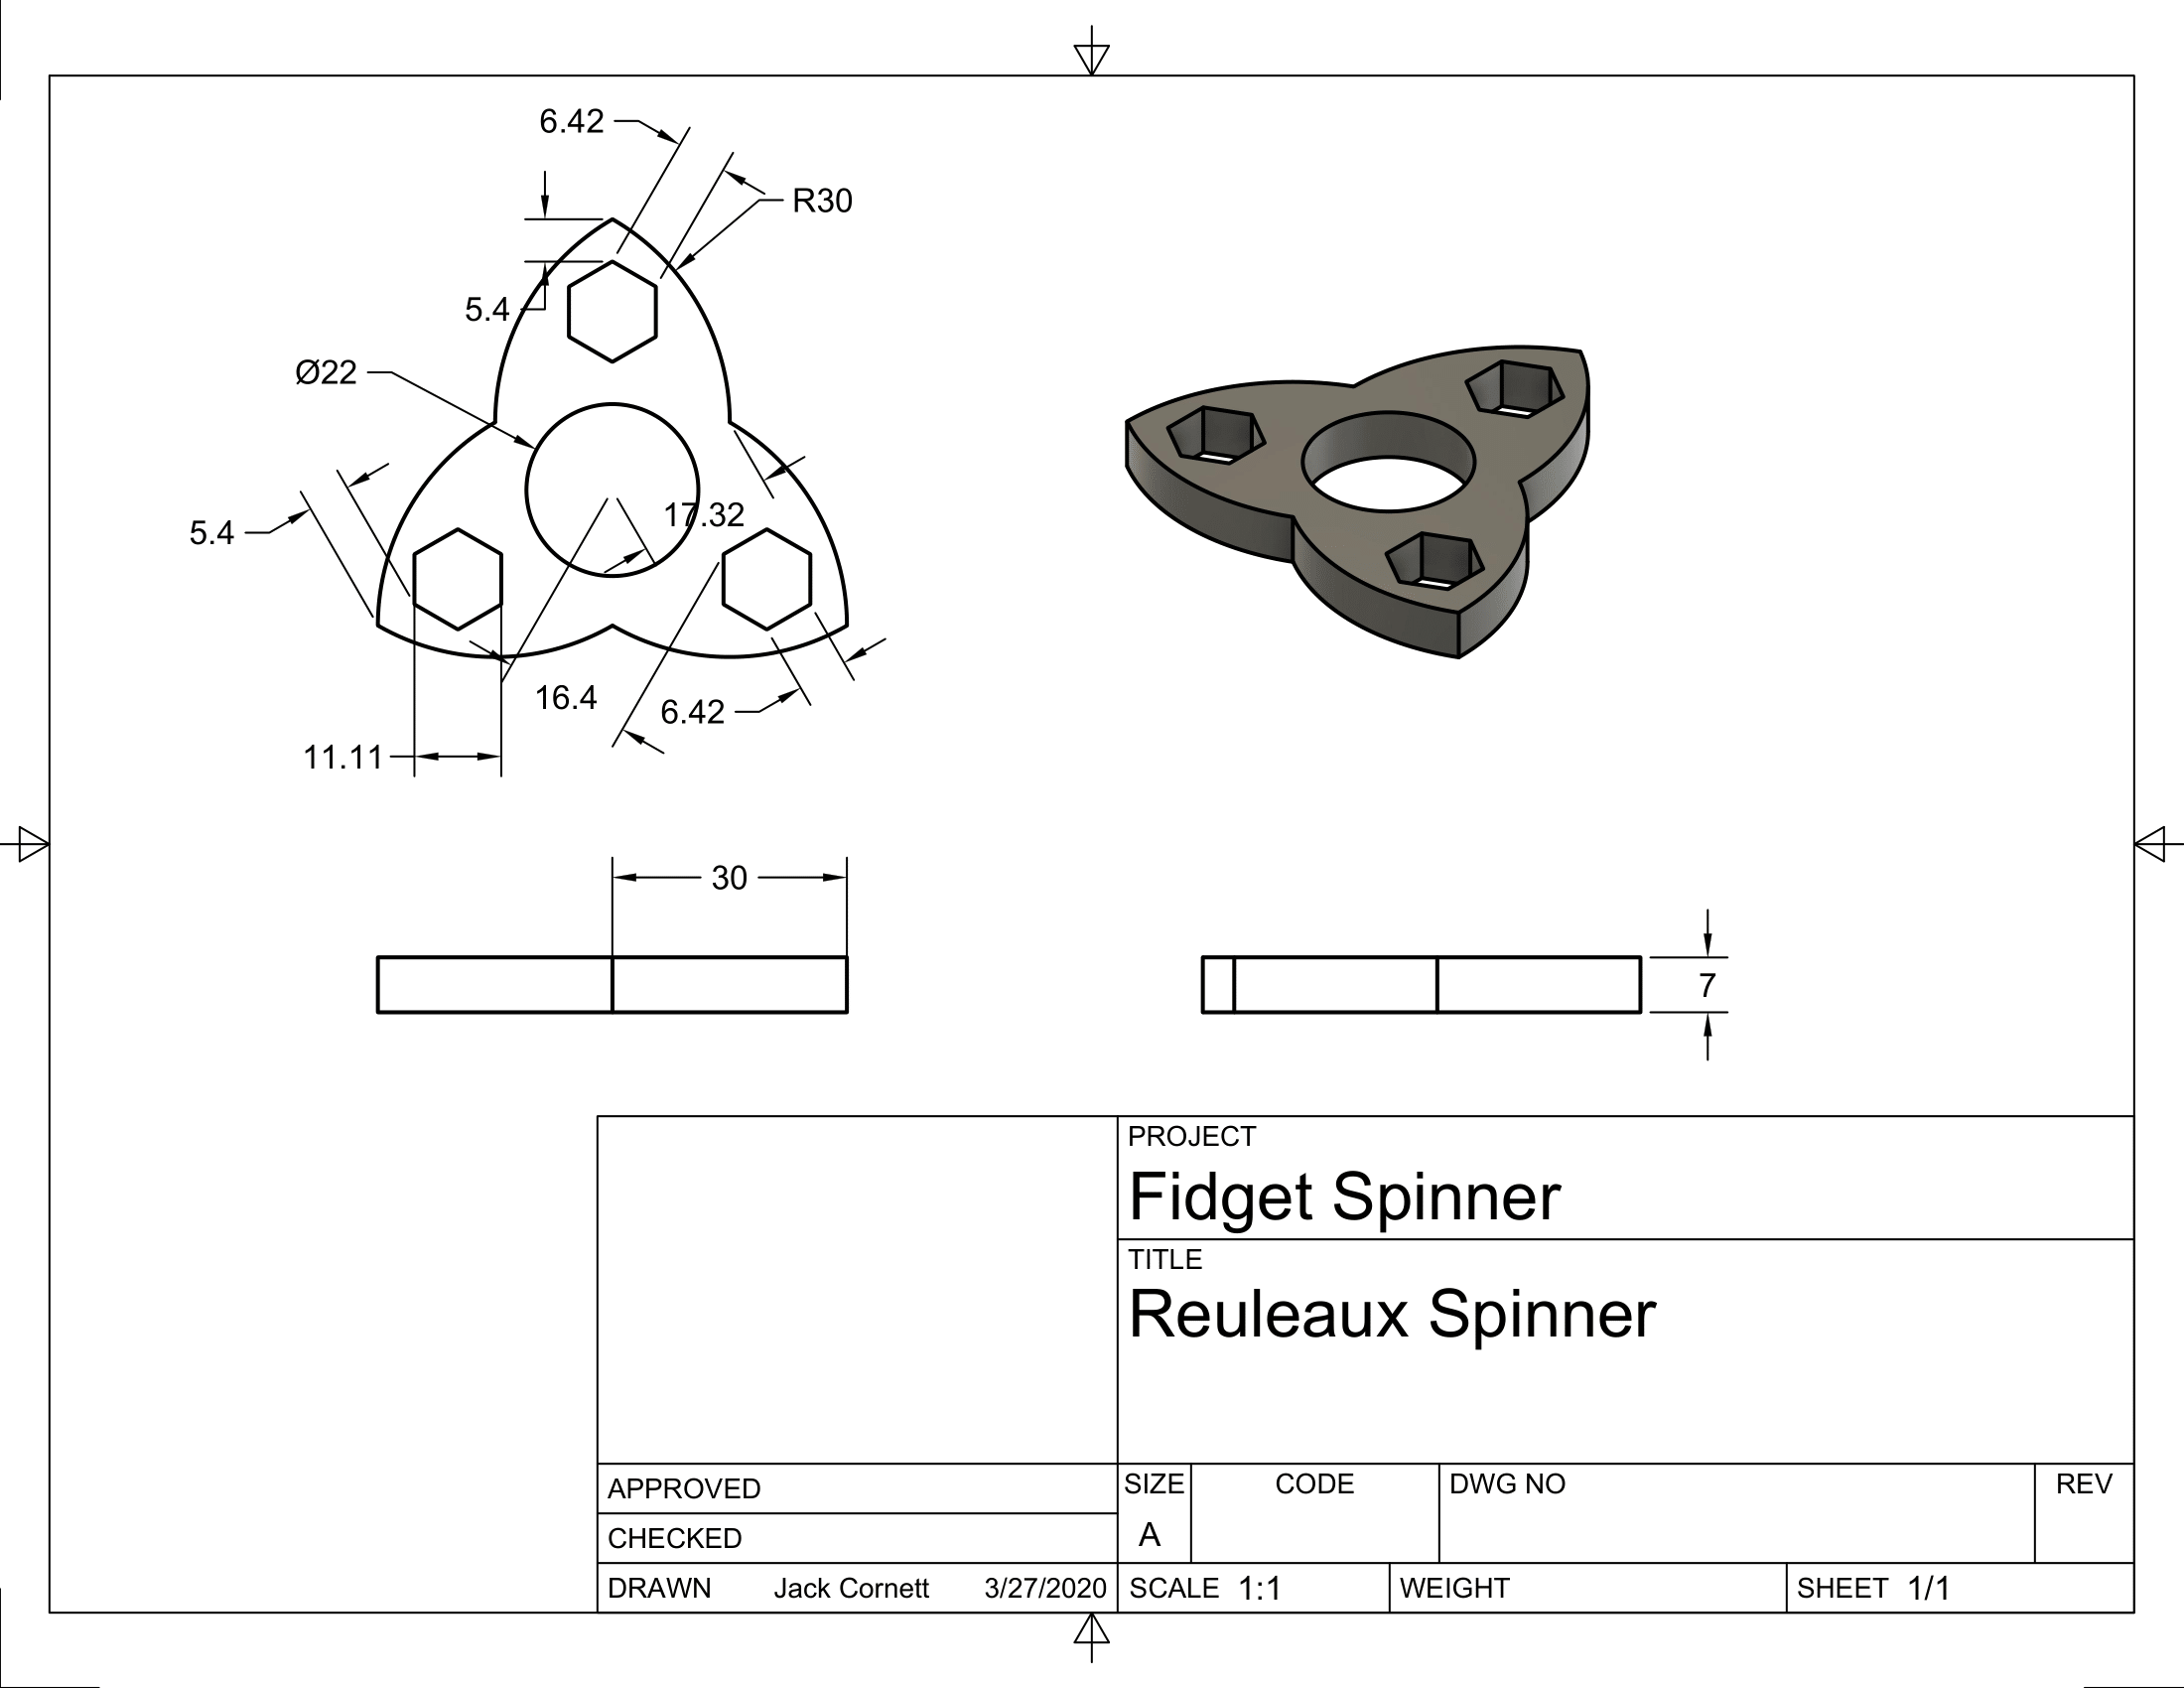 6.42
R30
5.4
Ø22
17.32
5.4
16.4
6.42
11.11
30
7
PROJECT
Fidget Spinner
TITLE
Reuleaux Spinner
APPROVED
CHECKED
DRAWN Jack Cornett 3/27/2020
SIZE
A
CODE
DWG NO
REV
SCALE 1:1
WEIGHT
SHEET 1/1